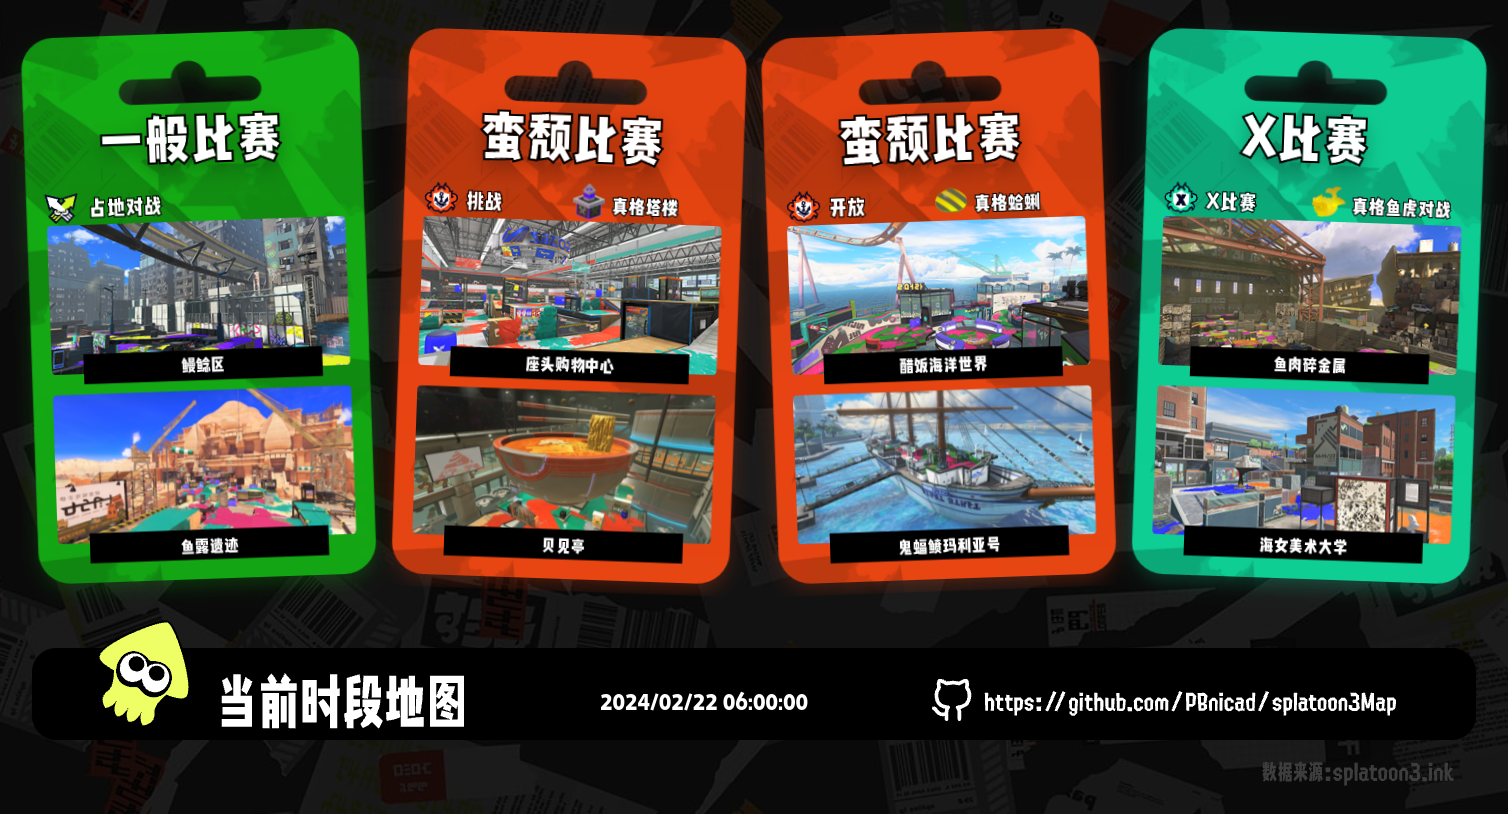 一般比赛
占地对战
鳗鲶区
鱼露遗迹
蛮颓比赛
挑战
真格塔楼
座头购物中心
贝见亭
蛮颓比赛
开放
真格蛤蜊
醋饭海洋世界
鬼蝠鲼玛利亚号
X比赛
X比赛
真格鱼虎对战
鱼肉碎金属
海女美术大学
当前时段地图
2024/02/22 06:00:00
https://github.com/PBnicad/splatoon3Map
数据来源:splatoon3.ink